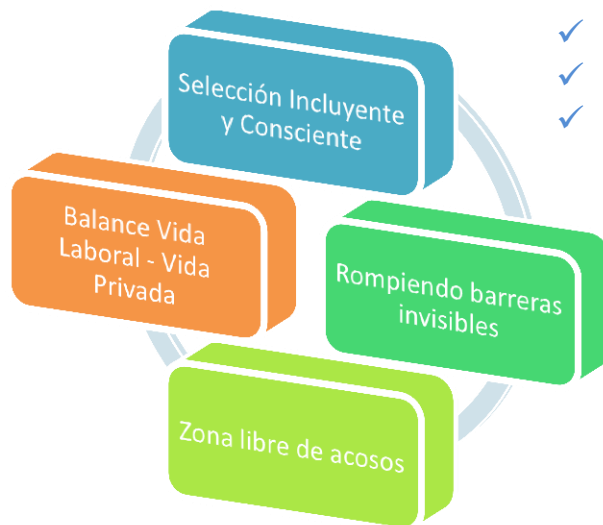 Selección Incluyente
y Consciente
Balance Vida
Laboral - Vida
Privada
Rompiendo barreras
invisibles
Zona libre de acosos